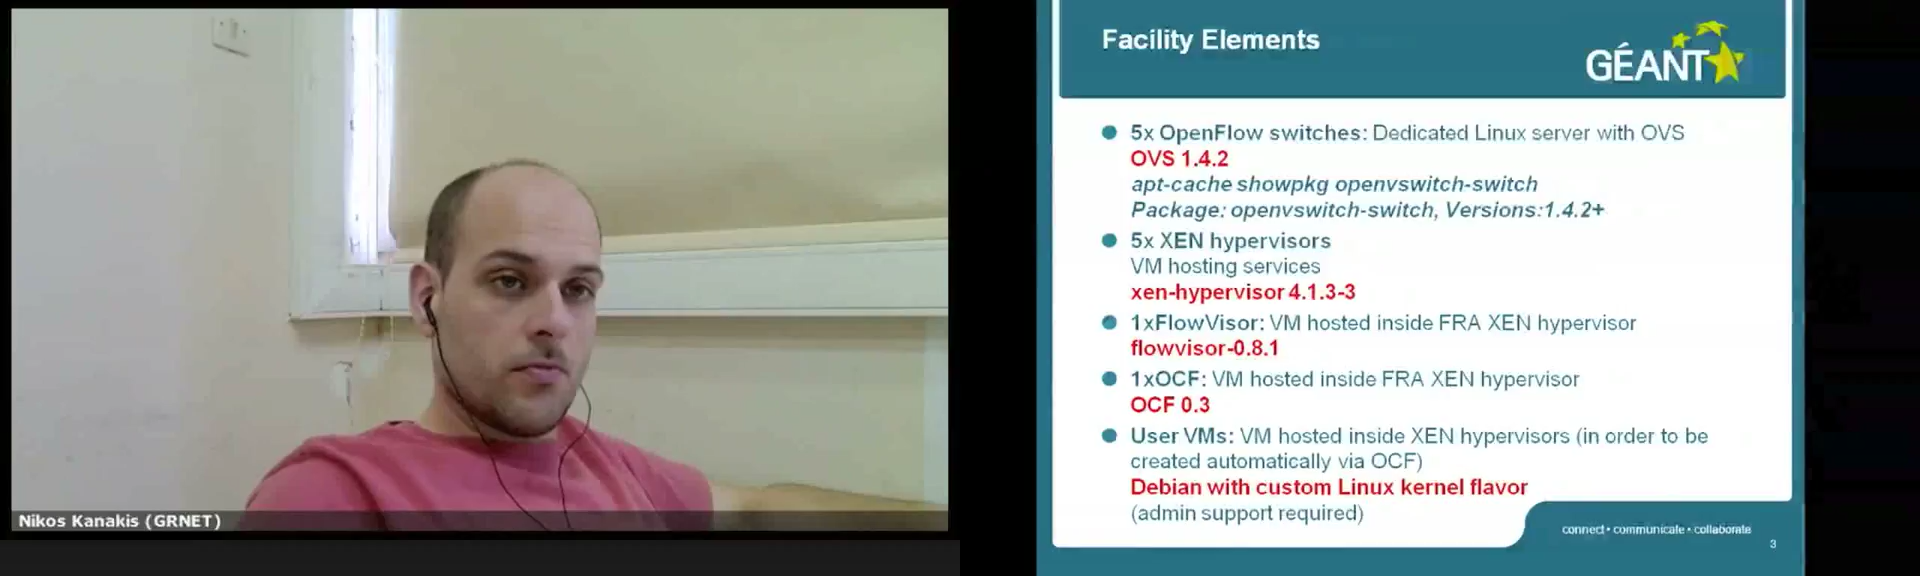 Nikos Kanakis (GRNET)
Facility Elements
GÉANT
5x OpenFlow switches: Dedicated Linux server with OVS
OVS 1.4.2
apt-cache showpkg openvswitch-switch
Package: openvswitch-switch, Versions:1.4.2+
5x XEN hypervisors
VM hosting services
xen-hypervisor 4.1.3-3
1xFlowVisor: VM hosted inside FRA XEN hypervisor
flowvisor-0.8.1
1xOCF: VM hosted inside FRA XEN hypervisor
OCF 0.3
User VMs: VM hosted inside XEN hypervisors (in order to be
created automatically via OCF)
Debian with custom Linux kernel flavor
(admin support required)
connect • communicate • collaborate
3